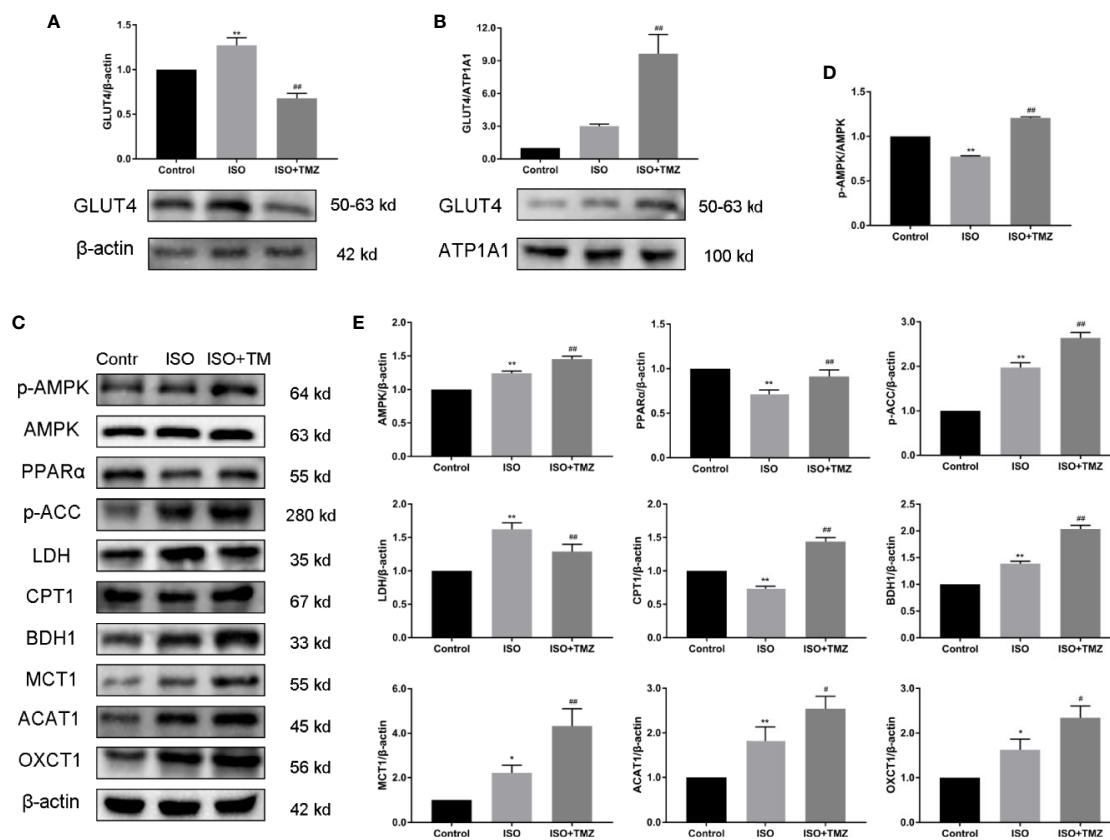 A
GLUT4/β-actin
1.5
1.0
0.5
0.0
**
##
Control ISO ISO+TMZ
GLUT4 50-63 kd
β-actin 42 kd
B
GLUT4/ATP1A1
12.0
9.0
6.0
3.0
0.0
##
Control ISO ISO+TMZ
GLUT4 50-63 kd
ATP1A1 100 kd
D
p-AMPK/AMPK
1.5
1.0
0.5
0.0
**
##
Control ISO ISO+TMZ
C
Contr ISO ISO+TM
p-AMPK 64 kd
AMPK 63 kd
PPARα 55 kd
p-ACC 280 kd
LDH 35 kd
CPT1 67 kd
BDH1 33 kd
MCT1 55 kd
ACAT1 45 kd
OXCT1 56 kd
β-actin 42 kd
E
AMPK/β-actin
2.0
1.5
1.0
0.5
0.0
**
##
Control ISO ISO+TMZ
PPARα/β-actin
1.5
1.0
0.5
0.0
**
##
Control ISO ISO+TMZ
p-ACC/β-actin
3.0
2.0
1.0
0.0
**
##
Control ISO ISO+TMZ
LDH/β-actin
2.0
1.5
1.0
0.5
0.0
**
##
Control ISO ISO+TMZ
CPT1/β-actin
2.0
1.5
1.0
0.5
0.0
**
##
Control ISO ISO+TMZ
BDH1/β-actin
2.5
2.0
1.5
1.0
0.5
0.0
**
##
Control ISO ISO+TMZ
MCT1/β-actin
6.0
4.0
2.0
0.0
*
##
Control ISO ISO+TMZ
ACAT1/β-actin
3.0
2.0
1.0
0.0
**
#
Control ISO ISO+TMZ
OXCT1/β-actin
3.0
2.0
1.0
0.0
*
#
Control ISO ISO+TMZ